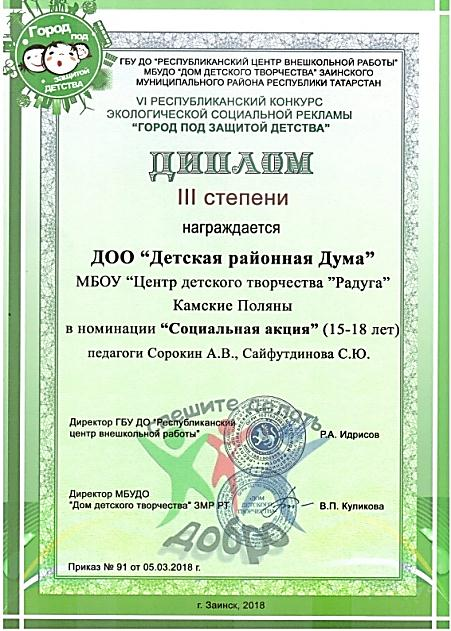 Город
под
защитой
ДЕТСТВА
ГБУ ДО "РЕСПУБЛИКАНСКИЙ ЦЕНТР ВНЕШКОЛЬНОЙ РАБОТЫ"
МБУДО "ДОМ ДЕТСКОГО ТВОРЧЕСТВА" ЗАИНСКОГО
МУНИЦИПАЛЬНОГО РАЙОНА РЕСПУБЛИКИ ТАТАРСТАН
VI РЕСПУБЛИКАНСКИЙ КОНКУРС
ЭКОЛОГИЧЕСКОЙ СОЦИАЛЬНОЙ РЕКЛАМЫ
"ГОРОД ПОД ЗАЩИТОЙ ДЕТСТВА"
ДИПЛОМ
III степени
награждается
ДОО “Детская районная Дума”
МБОУ “Центр детского творчества ”Радуга”
Камские Поляны
в номинации “Социальная акция” (15-18 лет)
педагоги Сорокин А.В., Сайфутдинова С.Ю.
спешите делать
Директор ГБУ ДО "Республиканский
центр внешкольной работы"
Р.А. Идрисов
Директор МБУДО
"Дом детского творчества" ЗМР РТ
"ДОМ
ДЕТСКОГО
ТВОРЧЕСТВА"
В.П. Куликова
добро
Приказ № 91 от 05.03.2018 г.
г. Заинск, 2018